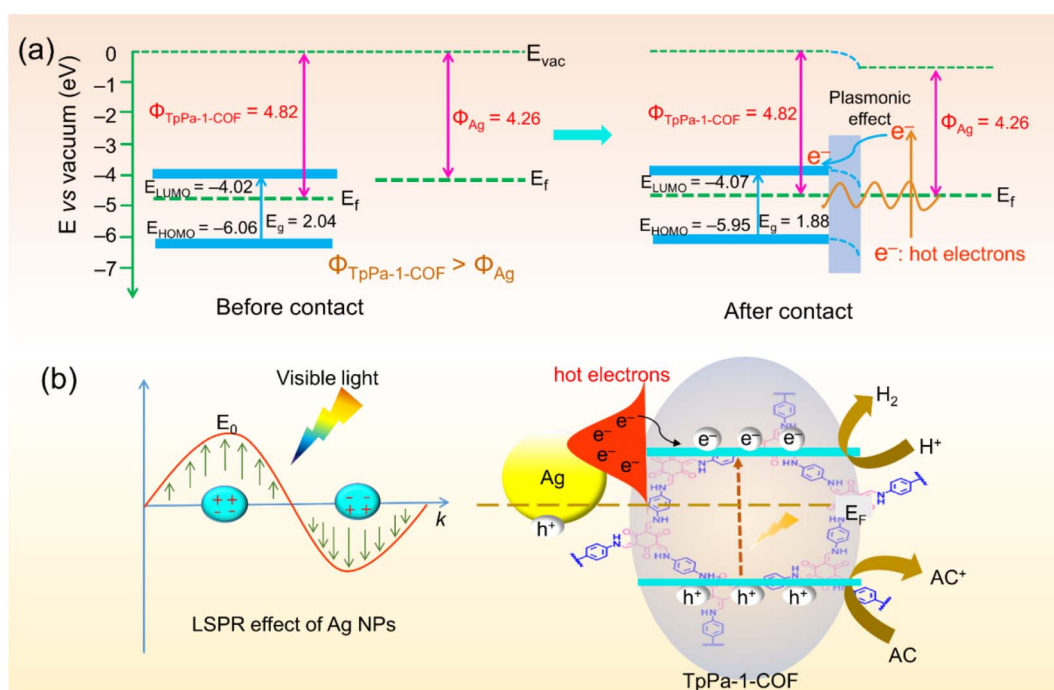 (a)
E vs vacuum (eV)
0
−1
−2
−3
−4
−5
−6
−7
E_vac
Φ_TpPa-1-COF = 4.82
Φ_Ag = 4.26
E_LUMO = −4.02
E_f
E_f
E_HOMO = −6.06
E_g = 2.04
Φ_TpPa-1-COF > Φ_Ag
Before contact
Φ_TpPa-1-COF = 4.82
Plasmonic
effect
e−
Φ_Ag = 4.26
e−
E_LUMO = −4.07
E_f
E_HOMO = −5.95
E_g = 1.88
e−: hot electrons
After contact
(b)
Visible light
E₀
+ +
+ +
- -
- -
k
- -
- -
+ +
LSPR effect of Ag NPs
hot electrons
e−
e−
e−
e−
Ag
h+
e−
e−
e−
H₂
H+
E_F
h+
h+
h+
AC+
AC
TpPa-1-COF